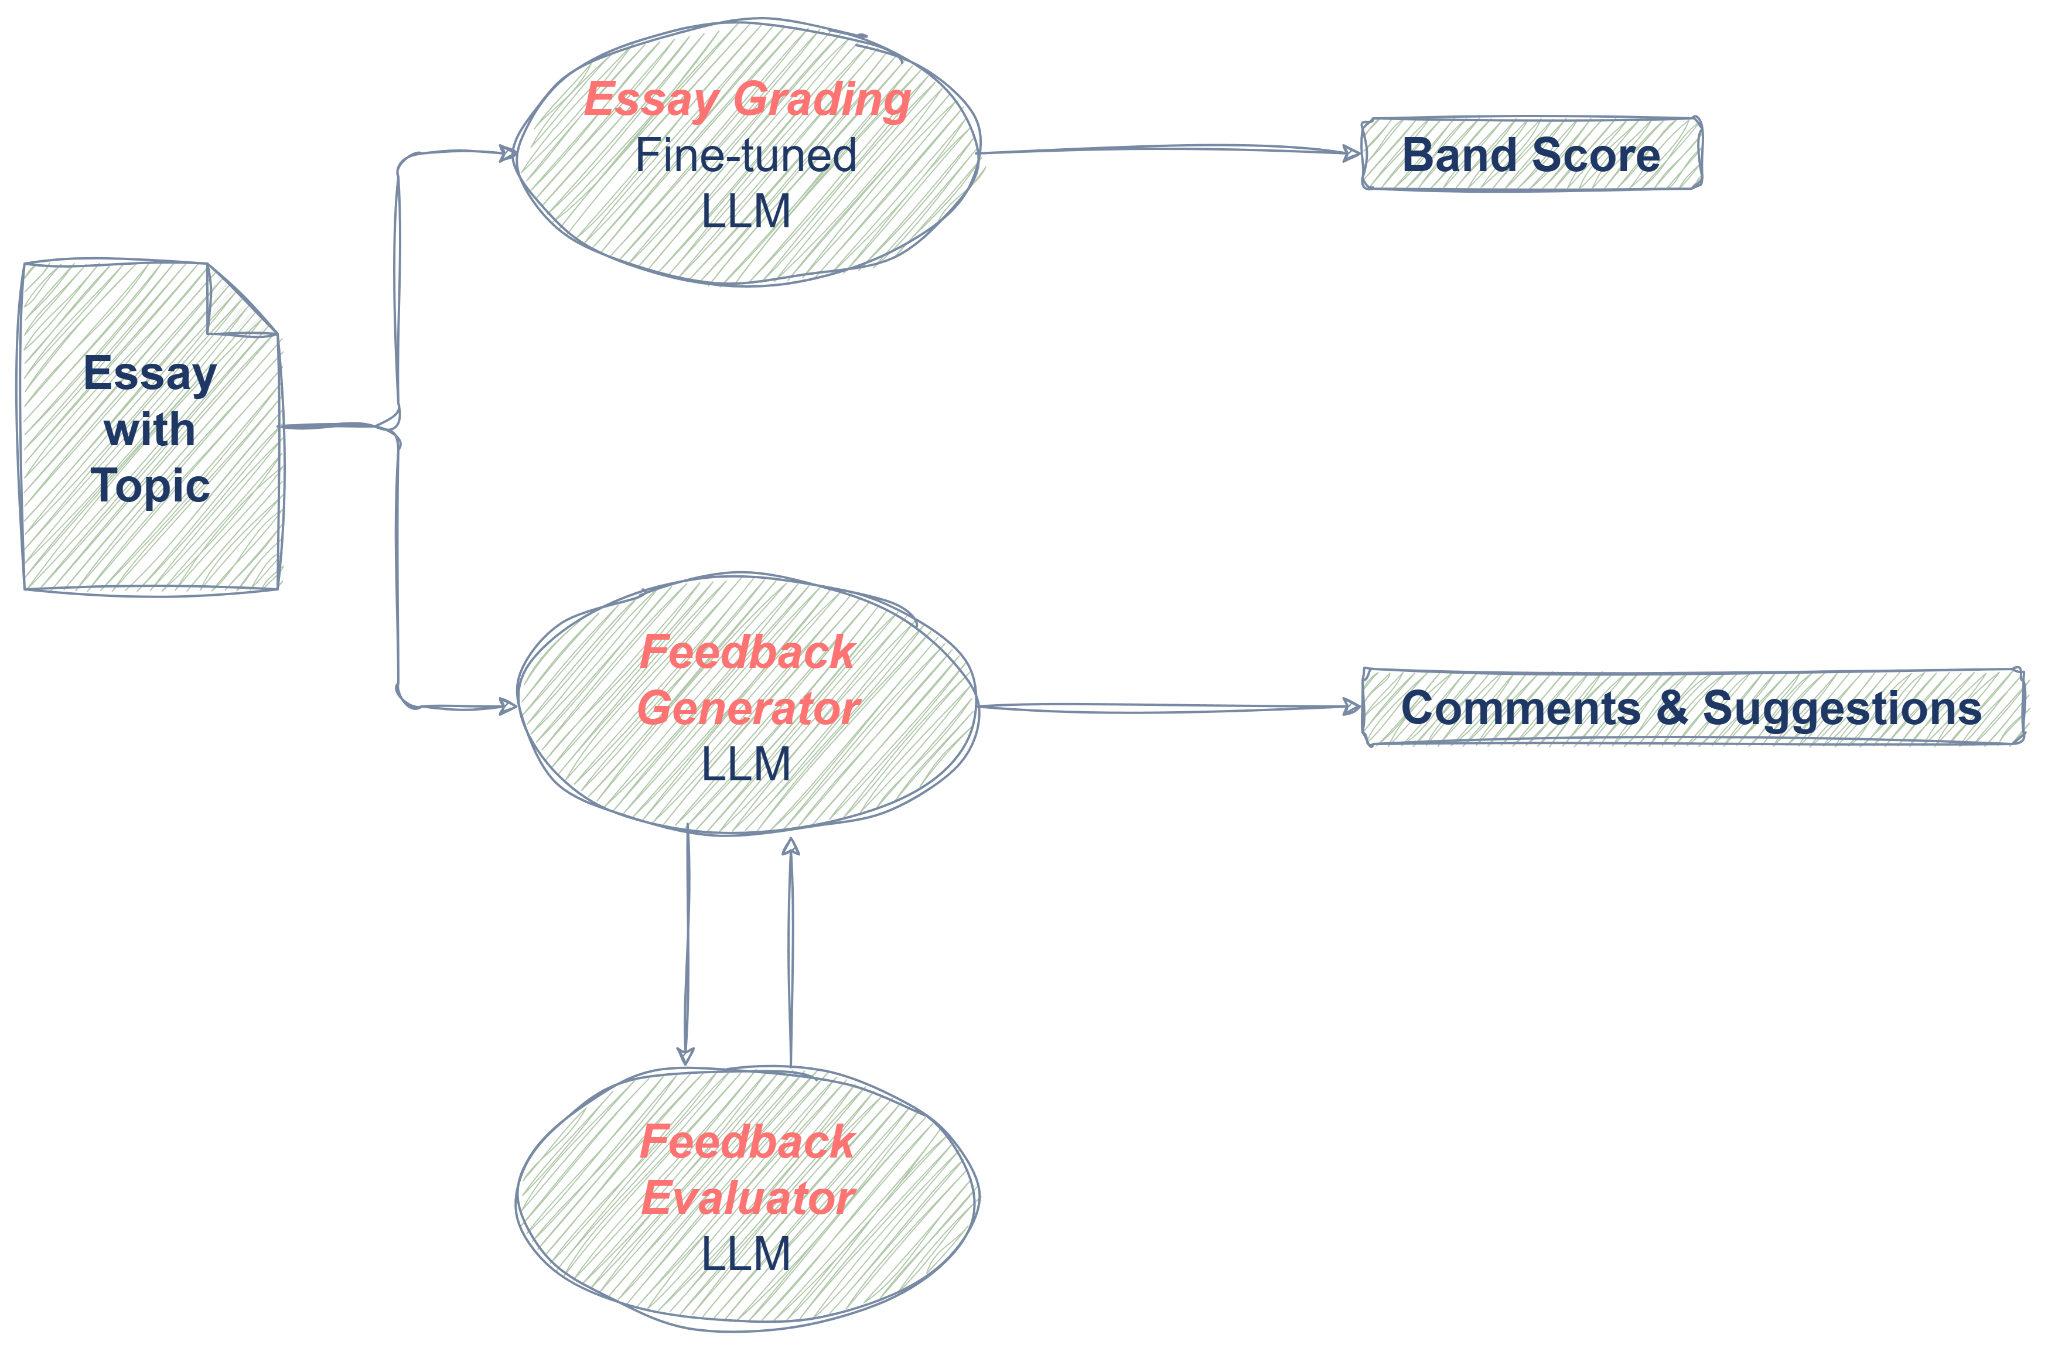 Essay
with
Topic
Essay Grading
Fine-tuned
LLM
Band Score
Feedback
Generator
LLM
Comments & Suggestions
Feedback
Evaluator
LLM